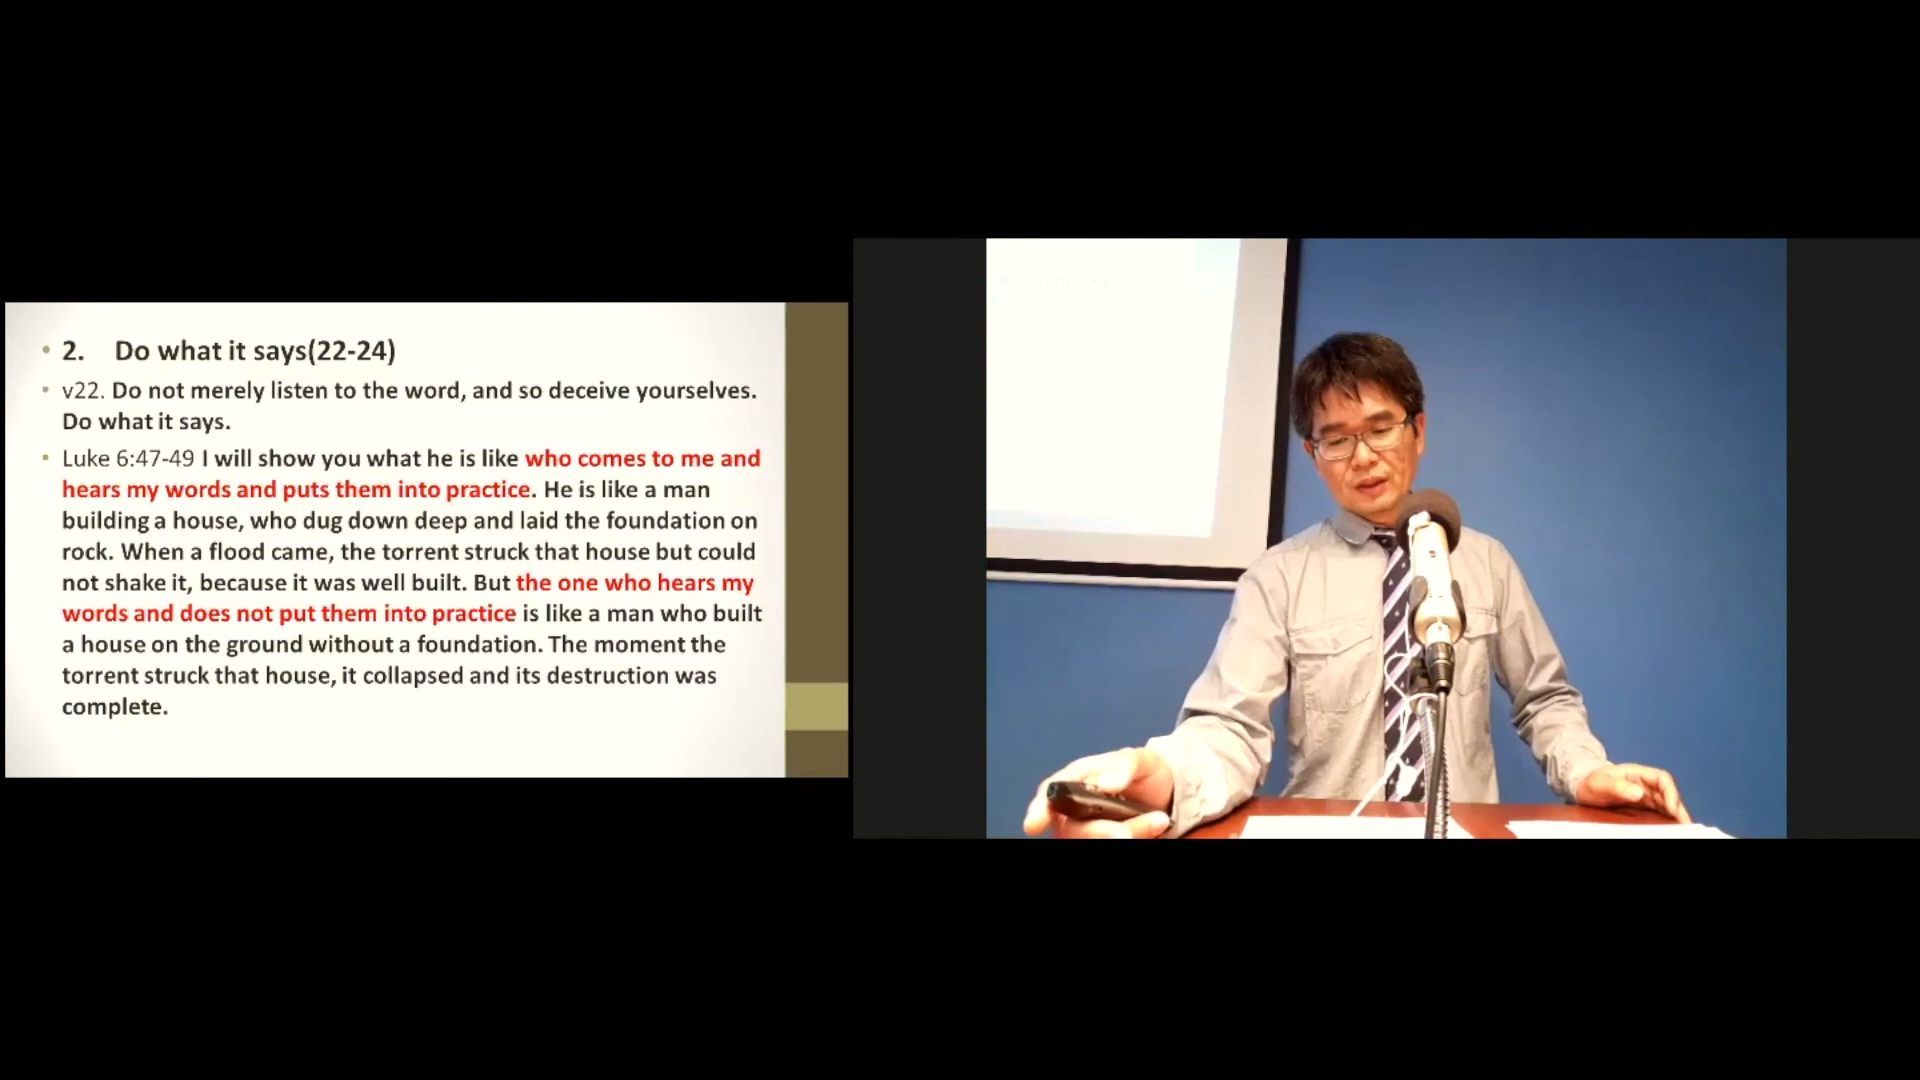 • 2. Do what it says(22-24)
• v22. Do not merely listen to the word, and so deceive yourselves.
Do what it says.
• Luke 6:47-49 I will show you what he is like who comes to me and
hears my words and puts them into practice. He is like a man
building a house, who dug down deep and laid the foundation on
rock. When a flood came, the torrent struck that house but could
not shake it, because it was well built. But the one who hears my
words and does not put them into practice is like a man who built
a house on the ground without a foundation. The moment the
torrent struck that house, it collapsed and its destruction was
complete.